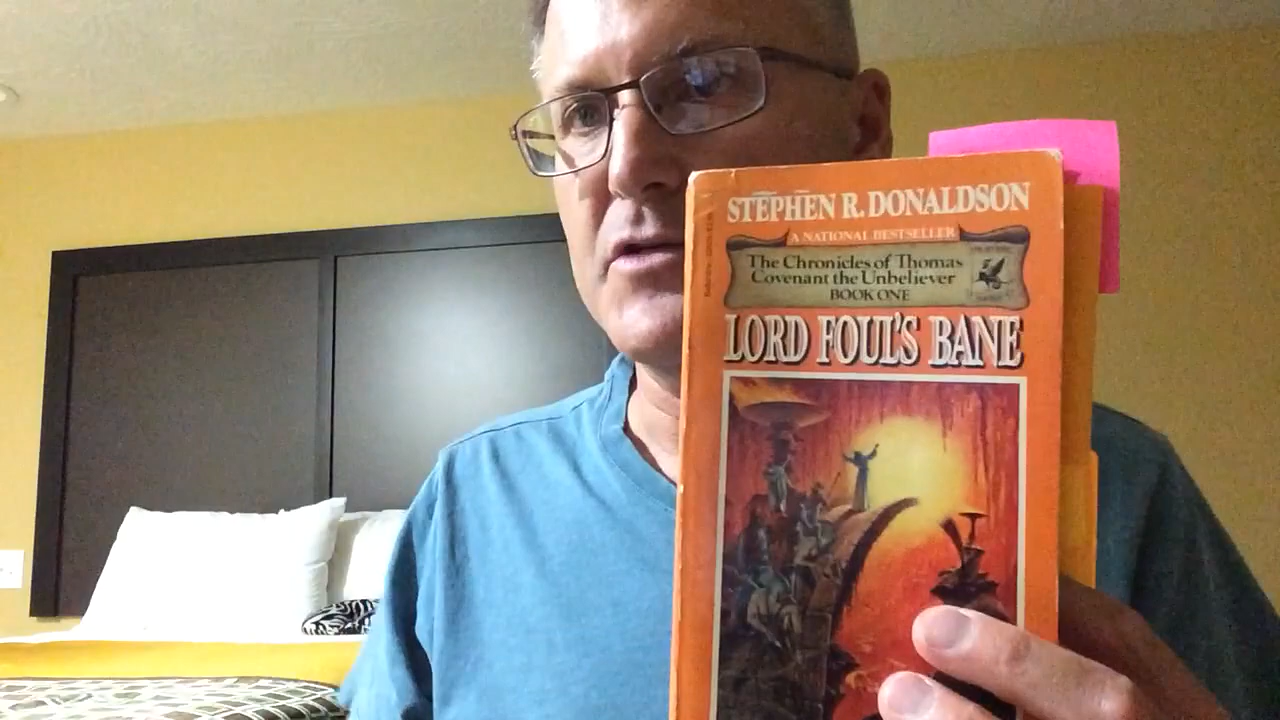 STEPHEN R. DONALDSON
A NATIONAL BESTSELLER
The Chronicles of Thomas
Covenant the Unbeliever
BOOK ONE
LORD FOUL'S BANE